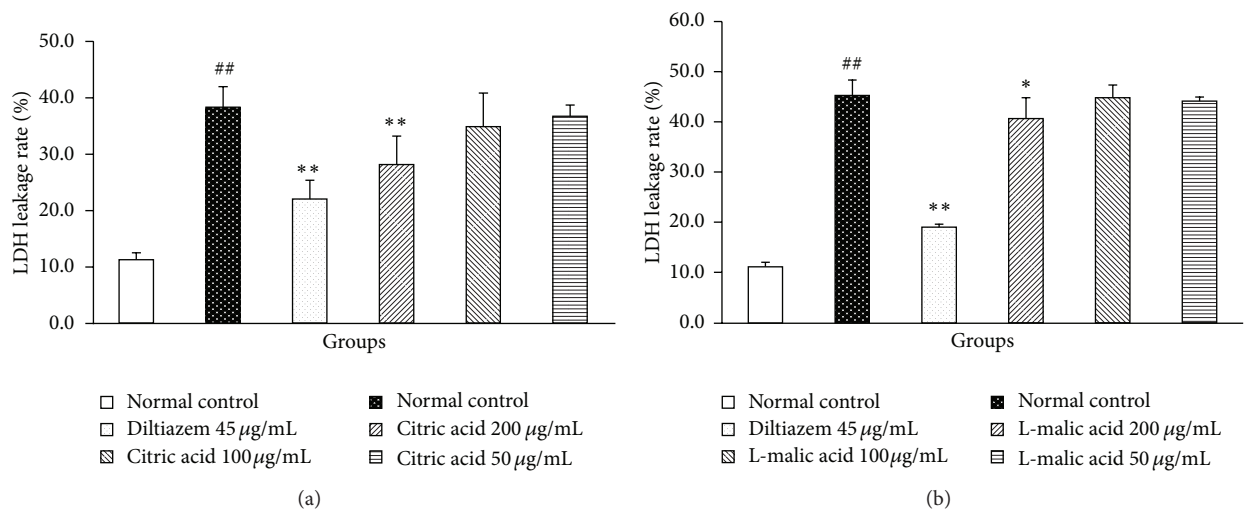 50.0
40.0
30.0
20.0
10.0
0.0
LDH leakage rate (%)
##
**
**
Groups
Normal control
Normal control
Diltiazem 45 μg/mL
Citric acid 200 μg/mL
Citric acid 100 μg/mL
Citric acid 50 μg/mL
(a)
60.0
50.0
40.0
30.0
20.0
10.0
0.0
LDH leakage rate (%)
##
**
*
Groups
Normal control
Normal control
Diltiazem 45 μg/mL
L-malic acid 200 μg/mL
L-malic acid 100 μg/mL
L-malic acid 50 μg/mL
(b)